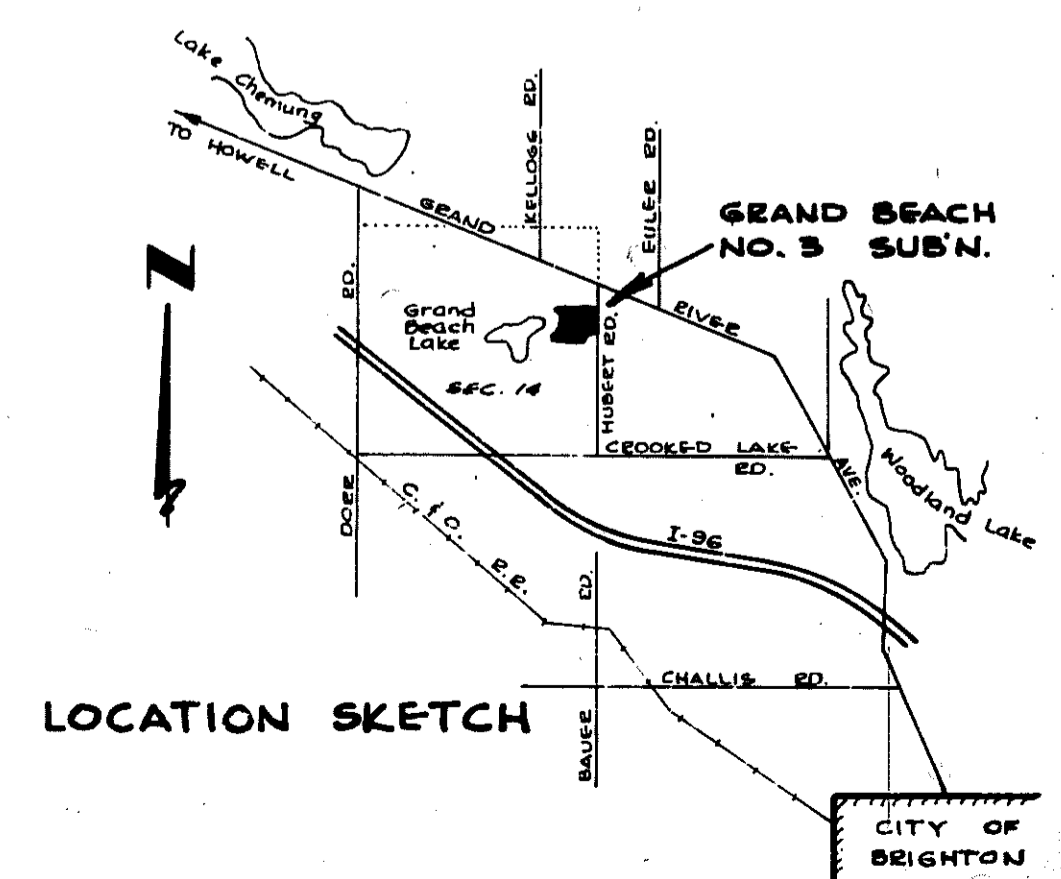 Lake Chemung
TO HOWELL
KELLOGG RD.
EULER RD.
GRAND
GRAND BEACH
NO. 3 SUB'N.
N
RD.
Grand
Beach
Lake
RIVER
HUBERT RD.
SEC. 14
CROOKED LAKE
RD.
AVE.
Woodland Lake
DORR
C. & O.
R.R.
I-96
RD.
CHALLIS RD.
LOCATION SKETCH
BAUER
CITY OF
BRIGHTON